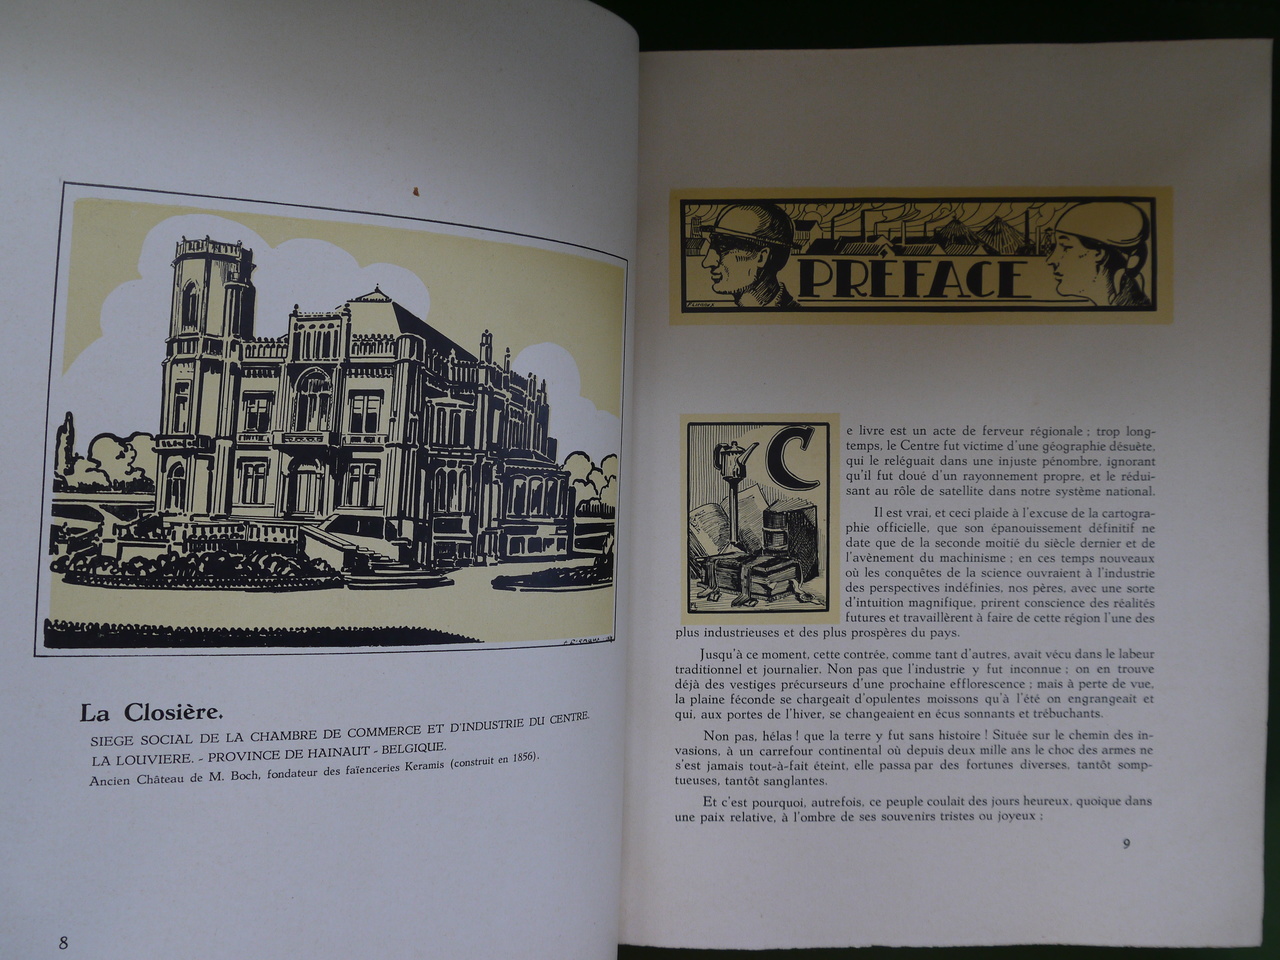 La Closière.
SIEGE SOCIAL DE LA CHAMBRE DE COMMERCE ET D'INDUSTRIE DU CENTRE.
LA LOUVIERE. - PROVINCE DE HAINAUT - BELGIQUE.
Ancien Château de M. Boch, fondateur des faïenceries Keramis (construit en 1856).
8
PRÉFACE
C
e livre est un acte de ferveur régionale ; trop long-
temps, le Centre fut victime d'une géographie désuète,
qui le reléguait dans une injuste pénombre, ignorant
qu'il fut doué d'un rayonnement propre, et le rédui-
sant au rôle de satellite dans notre système national.
Il est vrai, et ceci plaide à l'excuse de la cartogra-
phie officielle, que son épanouissement définitif ne
date que de la seconde moitié du siècle dernier et de
l'avènement du machinisme ; en ces temps nouveaux
où les conquêtes de la science ouvraient à l'industrie
des perspectives indéfinies, nos pères, avec une sorte
d'intuition magnifique, prirent conscience des réalités
futures et travaillèrent à faire de cette région l'une des
plus industrieuses et des plus prospères du pays.
Jusqu'à ce moment, cette contrée, comme tant d'autres, avait vécu dans le labeur
traditionnel et journalier. Non pas que l'industrie y fut inconnue ; on en trouve
déjà des vestiges précurseurs d'une prochaine efflorescence ; mais à perte de vue,
la plaine féconde se chargeait d'opulentes moissons qu'à l'été on engrangeait et
qui, aux portes de l'hiver, se changeaient en écus sonnants et trébuchants.
Non pas, hélas ! que la terre y fut sans histoire ! Située sur le chemin des in-
vasions, à un carrefour continental où depuis deux mille ans le choc des armes ne
s'est jamais tout-à-fait éteint, elle passa par des fortunes diverses, tantôt somp-
tueuses, tantôt sanglantes.
Et c'est pourquoi, autrefois, ce peuple coulait des jours heureux, quoique dans
une paix relative, à l'ombre de ses souvenirs tristes ou joyeux :
9